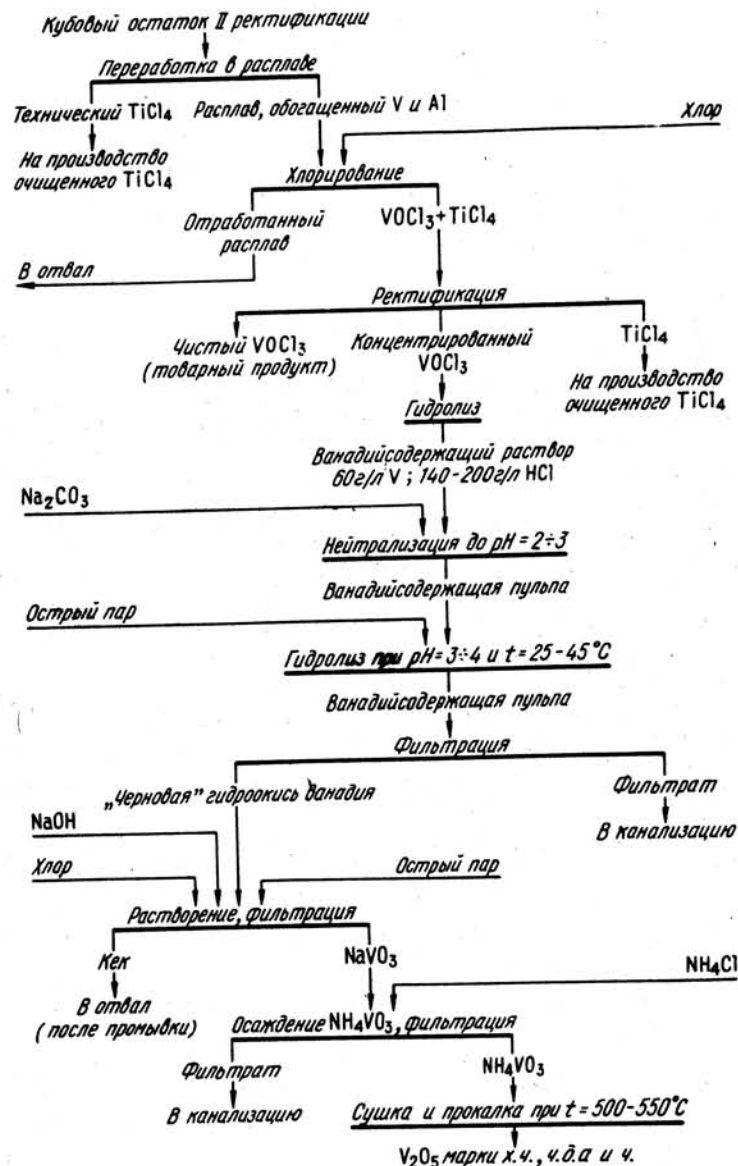 Кубовый остаток II ректификации
Переработка в расплаве
Технический TiCl4
Расплав, обогащенный V и Al
Хлор
На производство
очищенного TiCl4
Хлорирование
Отработанный
расплав
VOCl3+TiCl4
В отвал
Ректификация
Чистый VOCl3
(товарный продукт)
Концентрированный
VOCl3
TiCl4
На производство
очищенного TiCl4
Гидролиз
Ванадийсодержащий раствор
60г/л V ; 140-200г/л HCl
Na2CO3
Нейтрализация до pH = 2÷3
Ванадийсодержащая пульпа
Острый пар
Гидролиз при pH= 3÷4 и t = 25-45°C
Ванадийсодержащая пульпа
Фильтрация
„Черновая” гидроокись ванадия
Фильтрат
В канализацию
NaOH
Хлор
Острый пар
Растворение, фильтрация
Кек
NaVO3
NH4Cl
В отвал
(после промывки)
Осаждение NH4VO3, фильтрация
Фильтрат
NH4VO3
В канализацию
Сушка и прокалка при t = 500-550°C
V2O5 марки х.ч., ч.д.а и ч.